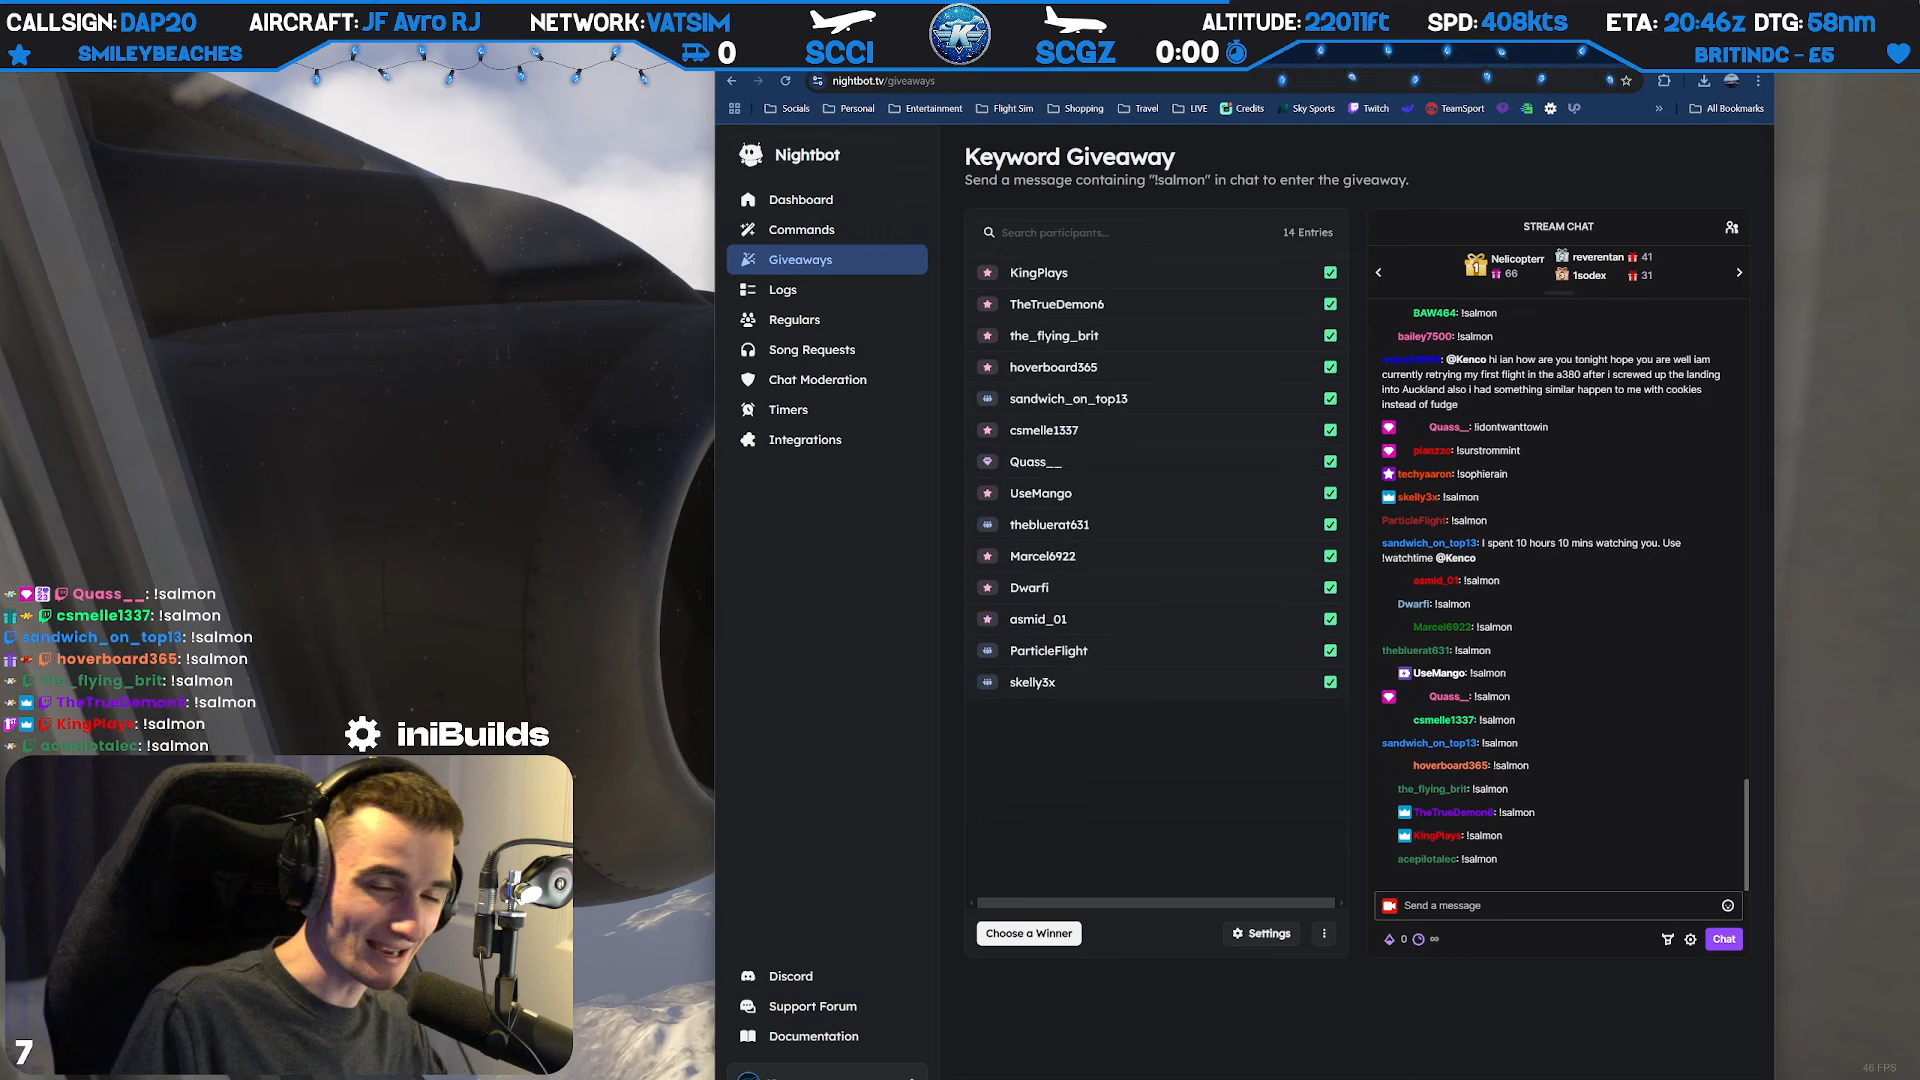 CALLSIGN: DAP20
AIRCRAFT: JF Avro RJ
NETWORK: VATSIM
SCCI
SCGZ
ALTITUDE: 22011ft
SPD: 408kts
ETA: 20:46z DTG: 58nm
SMILEYBEACHES
0
0:00
BRITINDC - £5
nightbot.tv/giveaways
Socials
Personal
Entertainment
Flight Sim
Shopping
Travel
LIVE
Credits
Sky Sports
Twitch
TeamSport
All Bookmarks
Nightbot
Dashboard
Commands
Giveaways
Logs
Regulars
Song Requests
Chat Moderation
Timers
Integrations
Discord
Support Forum
Documentation
Keyword Giveaway
Send a message containing "!salmon" in chat to enter the giveaway.
Search participants...
14 Entries
KingPlays
TheTrueDemon6
the_flying_brit
hoverboard365
sandwich_on_top13
csmelle1337
Quass__
UseMango
thebluerat631
Marcel6922
Dwarfi
asmid_01
ParticleFlight
skelly3x
Choose a Winner
Settings
STREAM CHAT
1 Nelicopterr 66
reverentan 41
1sodex 31
BAW464: !salmon
bailey7500: !salmon
: @Kenco hi ian how are you tonight hope you are well iam
currently retrying my first flight in the a380 after i screwed up the landing
into Auckland also i had something similar happen to me with cookies
instead of fudge
Quass__: !idontwanttowin
pianzzo: !surstrommint
techyaaron: !sophierain
skelly3x: !salmon
ParticleFlight: !salmon
sandwich_on_top13: I spent 10 hours 10 mins watching you. Use
!watchtime @Kenco
asmid_01: !salmon
Dwarfi: !salmon
Marcel6922: !salmon
thebluerat631: !salmon
UseMango: !salmon
Quass__: !salmon
csmelle1337: !salmon
sandwich_on_top13: !salmon
hoverboard365: !salmon
the_flying_brit: !salmon
TheTrueDemon6: !salmon
KingPlays: !salmon
acepilotalec: !salmon
Send a message
0
∞
Chat
Quass__: !salmon
csmelle1337: !salmon
sandwich_on_top13: !salmon
hoverboard365: !salmon
the_flying_brit: !salmon
TheTrueDemon6: !salmon
KingPlays: !salmon
acepilotalec: !salmon
iniBuilds
7
46 FPS